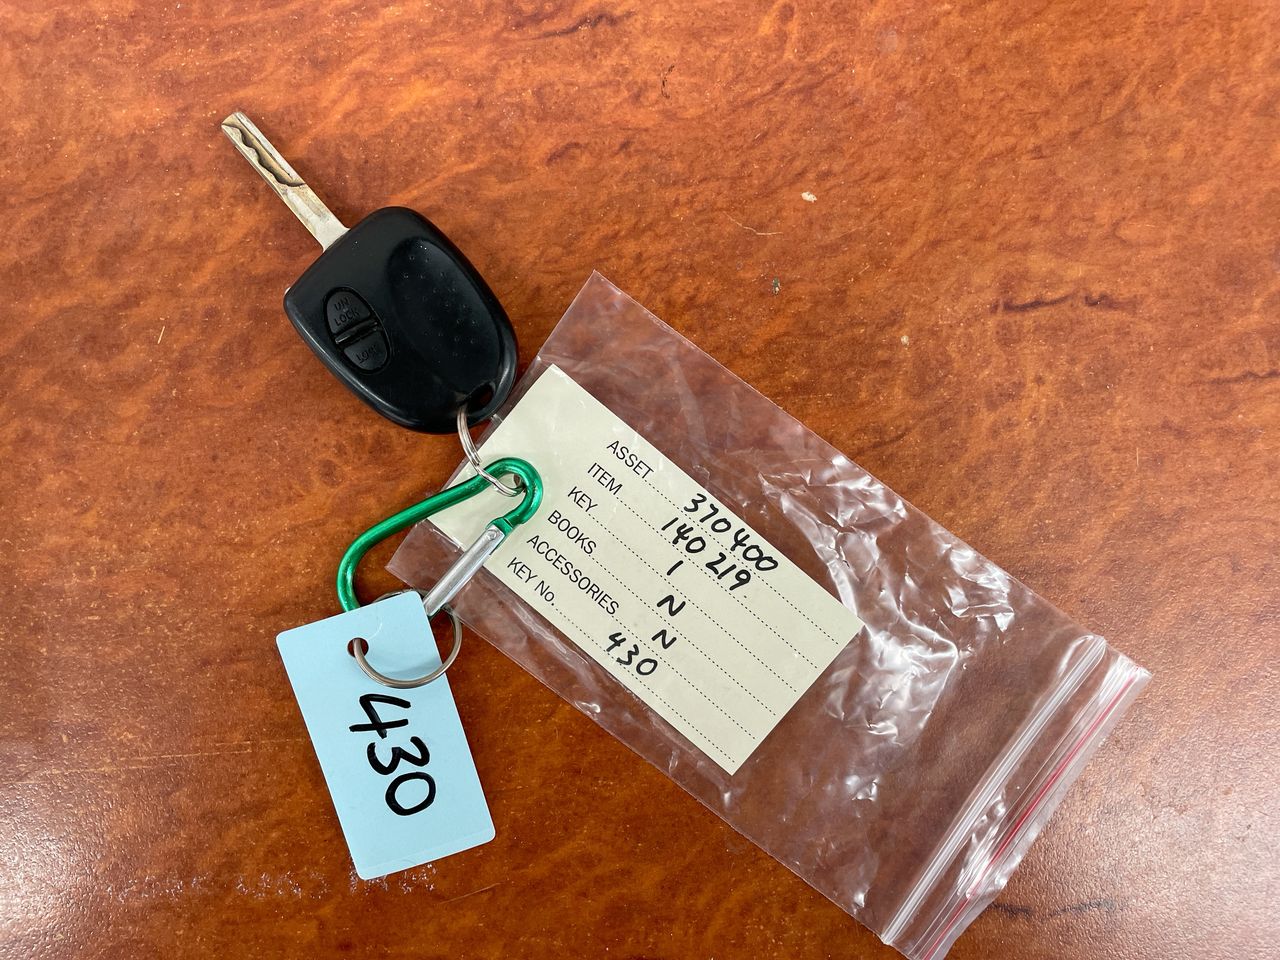 UN
LOCK
LOCK
ASSET 370400
ITEM 140219
KEY 1
BOOKS N
ACCESSORIES N
KEY No. 430
430